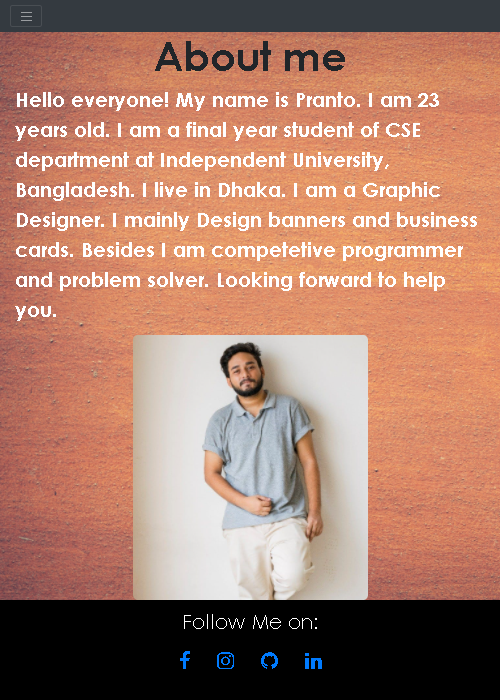 About me
Hello everyone! My name is Pranto. I am 23
years old. I am a final year student of CSE
department at Independent University,
Bangladesh. I live in Dhaka. I am a Graphic
Designer. I mainly Design banners and business
cards. Besides I am competetive programmer
and problem solver. Looking forward to help
you.
Follow Me on: